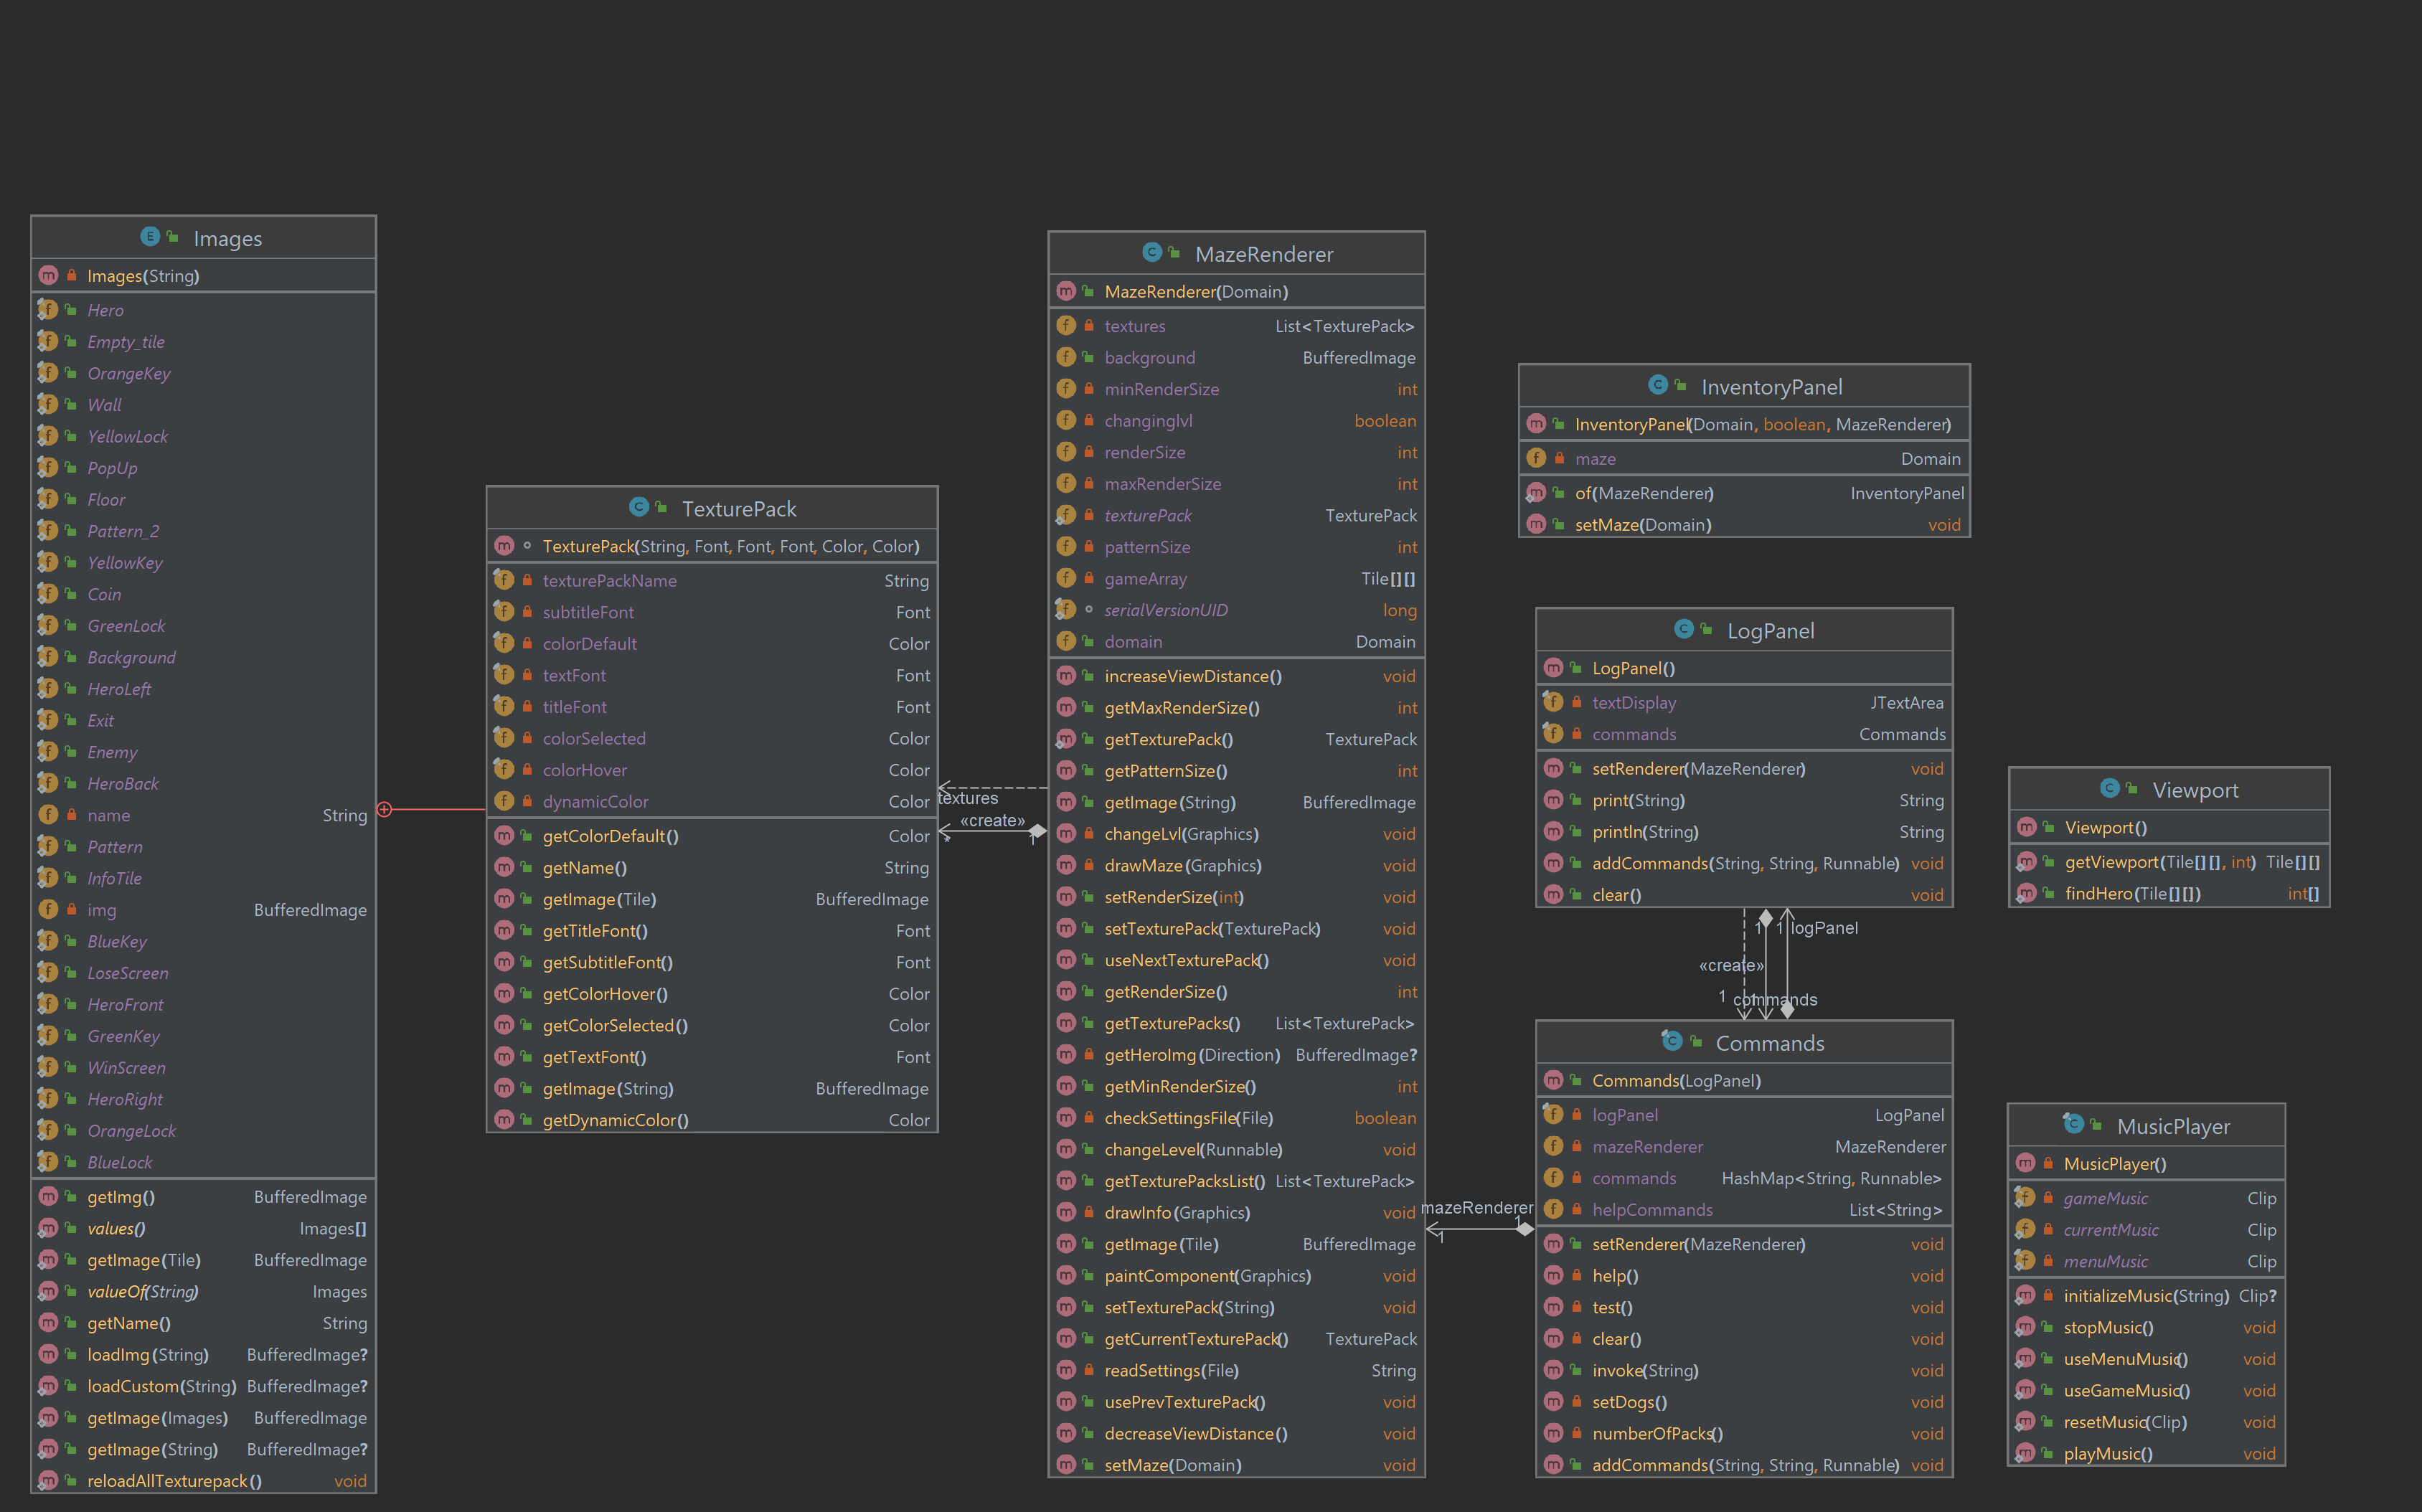 Images
Images(String)
Hero
Empty_tile
OrangeKey
Wall
YellowLock
PopUp
Floor
Pattern_2
YellowKey
Coin
GreenLock
Background
HeroLeft
Exit
Enemy
HeroBack
name String
Pattern
InfoTile
img BufferedImage
BlueKey
LoseScreen
HeroFront
GreenKey
WinScreen
HeroRight
OrangeLock
BlueLock
getImg() BufferedImage
values() Images[]
getImage(Tile) BufferedImage
valueOf(String) Images
getName() String
loadImg(String) BufferedImage?
loadCustom(String) BufferedImage?
getImage(Images) BufferedImage
getImage(String) BufferedImage?
reloadAllTexturepack() void
TexturePack
TexturePack(String, Font, Font, Font, Color, Color)
texturePackName String
subtitleFont Font
colorDefault Color
textFont Font
titleFont Font
colorSelected Color
colorHover Color
dynamicColor Color
getColorDefault() Color
getName() String
getImage(Tile) BufferedImage
getTitleFont() Font
getSubtitleFont() Font
getColorHover() Color
getColorSelected() Color
getTextFont() Font
getImage(String) BufferedImage
getDynamicColor() Color
textures
«create»
* 1
MazeRenderer
MazeRenderer(Domain)
textures List<TexturePack>
background BufferedImage
minRenderSize int
changinglvl boolean
renderSize int
maxRenderSize int
texturePack TexturePack
patternSize int
gameArray Tile[][]
serialVersionUID long
domain Domain
increaseViewDistance() void
getMaxRenderSize() int
getTexturePack() TexturePack
getPatternSize() int
getImage(String) BufferedImage
changeLvl(Graphics) void
drawMaze(Graphics) void
setRenderSize(int) void
setTexturePack(TexturePack) void
useNextTexturePack() void
getRenderSize() int
getTexturePacks() List<TexturePack>
getHeroImg(Direction) BufferedImage?
getMinRenderSize() int
checkSettingsFile(File) boolean
changeLevel(Runnable) void
getTexturePacksList() List<TexturePack>
drawInfo(Graphics) void
getImage(Tile) BufferedImage
paintComponent(Graphics) void
setTexturePack(String) void
getCurrentTexturePack() TexturePack
readSettings(File) String
usePrevTexturePack() void
decreaseViewDistance() void
setMaze(Domain) void
mazeRenderer
1 1
InventoryPanel
InventoryPanel(Domain, boolean, MazeRenderer)
maze Domain
of(MazeRenderer) InventoryPanel
setMaze(Domain) void
LogPanel
LogPanel()
textDisplay JTextArea
commands Commands
setRenderer(MazeRenderer) void
print(String) String
println(String) String
addCommands(String, String, Runnable) void
clear() void
1 1 logPanel
«create»
1 1 commands
Commands
Commands(LogPanel)
logPanel LogPanel
mazeRenderer MazeRenderer
commands HashMap<String, Runnable>
helpCommands List<String>
setRenderer(MazeRenderer) void
help() void
test() void
clear() void
invoke(String) void
setDogs() void
numberOfPacks() void
addCommands(String, String, Runnable) void
Viewport
Viewport()
getViewport(Tile[][], int) Tile[][]
findHero(Tile[][]) int[]
MusicPlayer
MusicPlayer()
gameMusic Clip
currentMusic Clip
menuMusic Clip
initializeMusic(String) Clip?
stopMusic() void
useMenuMusic() void
useGameMusic() void
resetMusic(Clip) void
playMusic() void